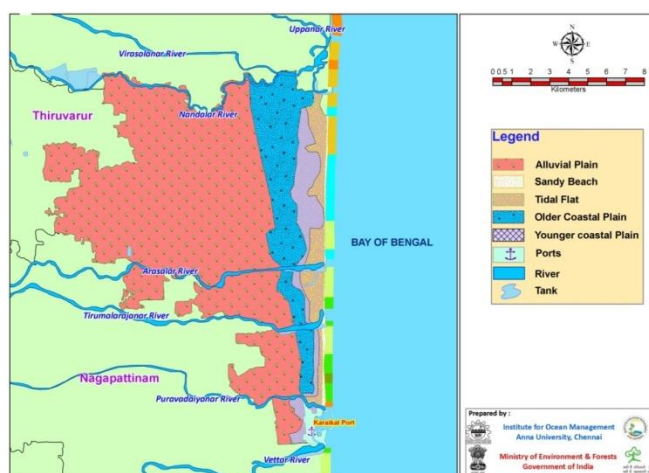 Uppanar River
Virasolanar River
Nandalar River
Thiruvarur
BAY OF BENGAL
Arasalar River
Tirumalarajanar River
Nagapattinam
Puravadaiyanar River
Karaikal Port
Vettar River
N
W E
S
0 0.5 1 2 3 4 5 6 7 8
Kilometers
Legend
Alluvial Plain
Sandy Beach
Tidal Flat
Older Coastal Plain
Younger coastal Plain
Ports
River
Tank
Prepared by :
Institute for Ocean Management
Anna University, Chennai
Ministry of Environment & Forests
Government of India